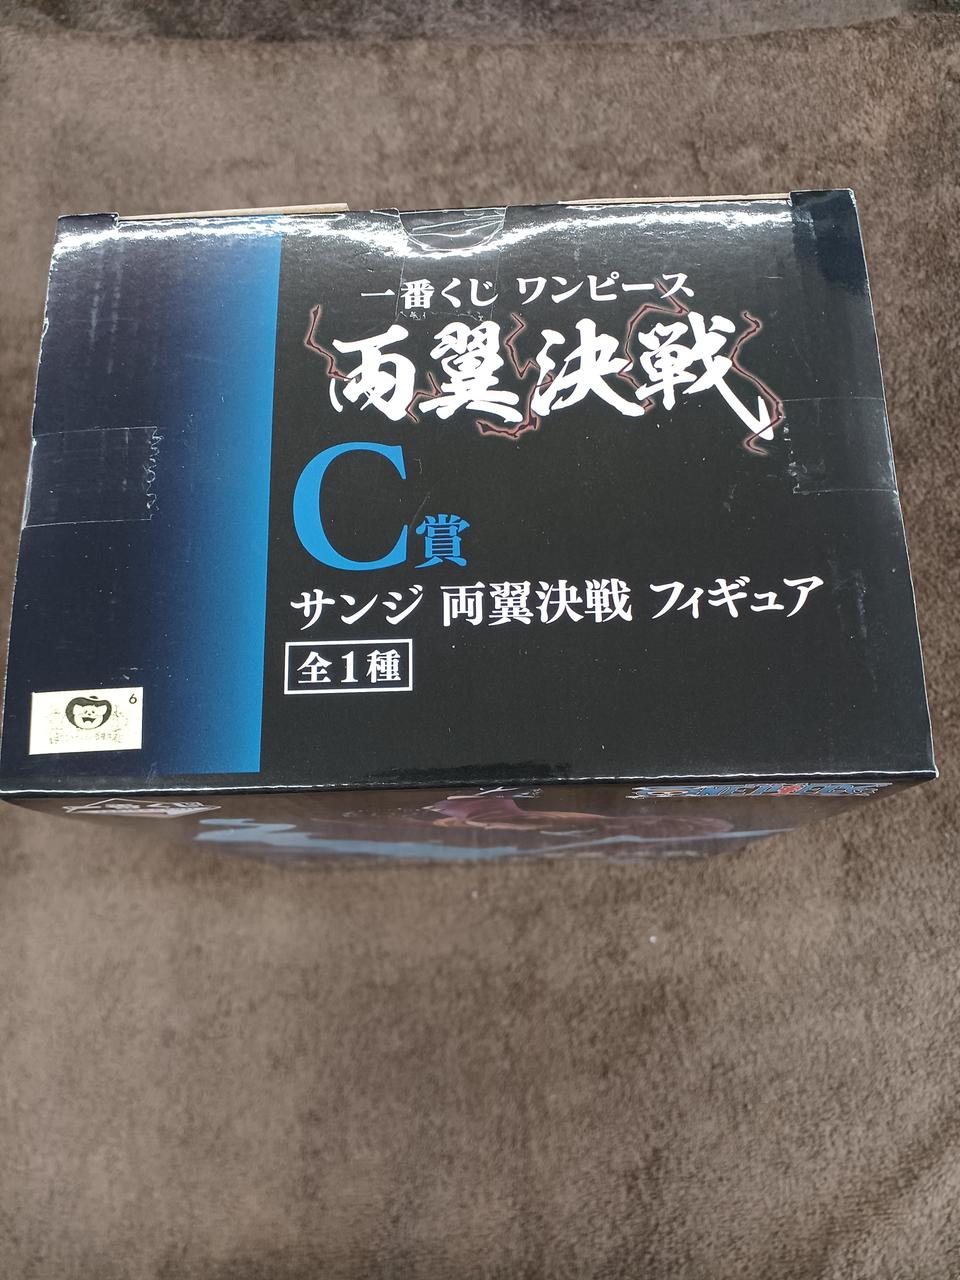 一番くじ ワンピース
両翼決戦
C賞
サンジ 両翼決戦 フィギュア
全1種
6